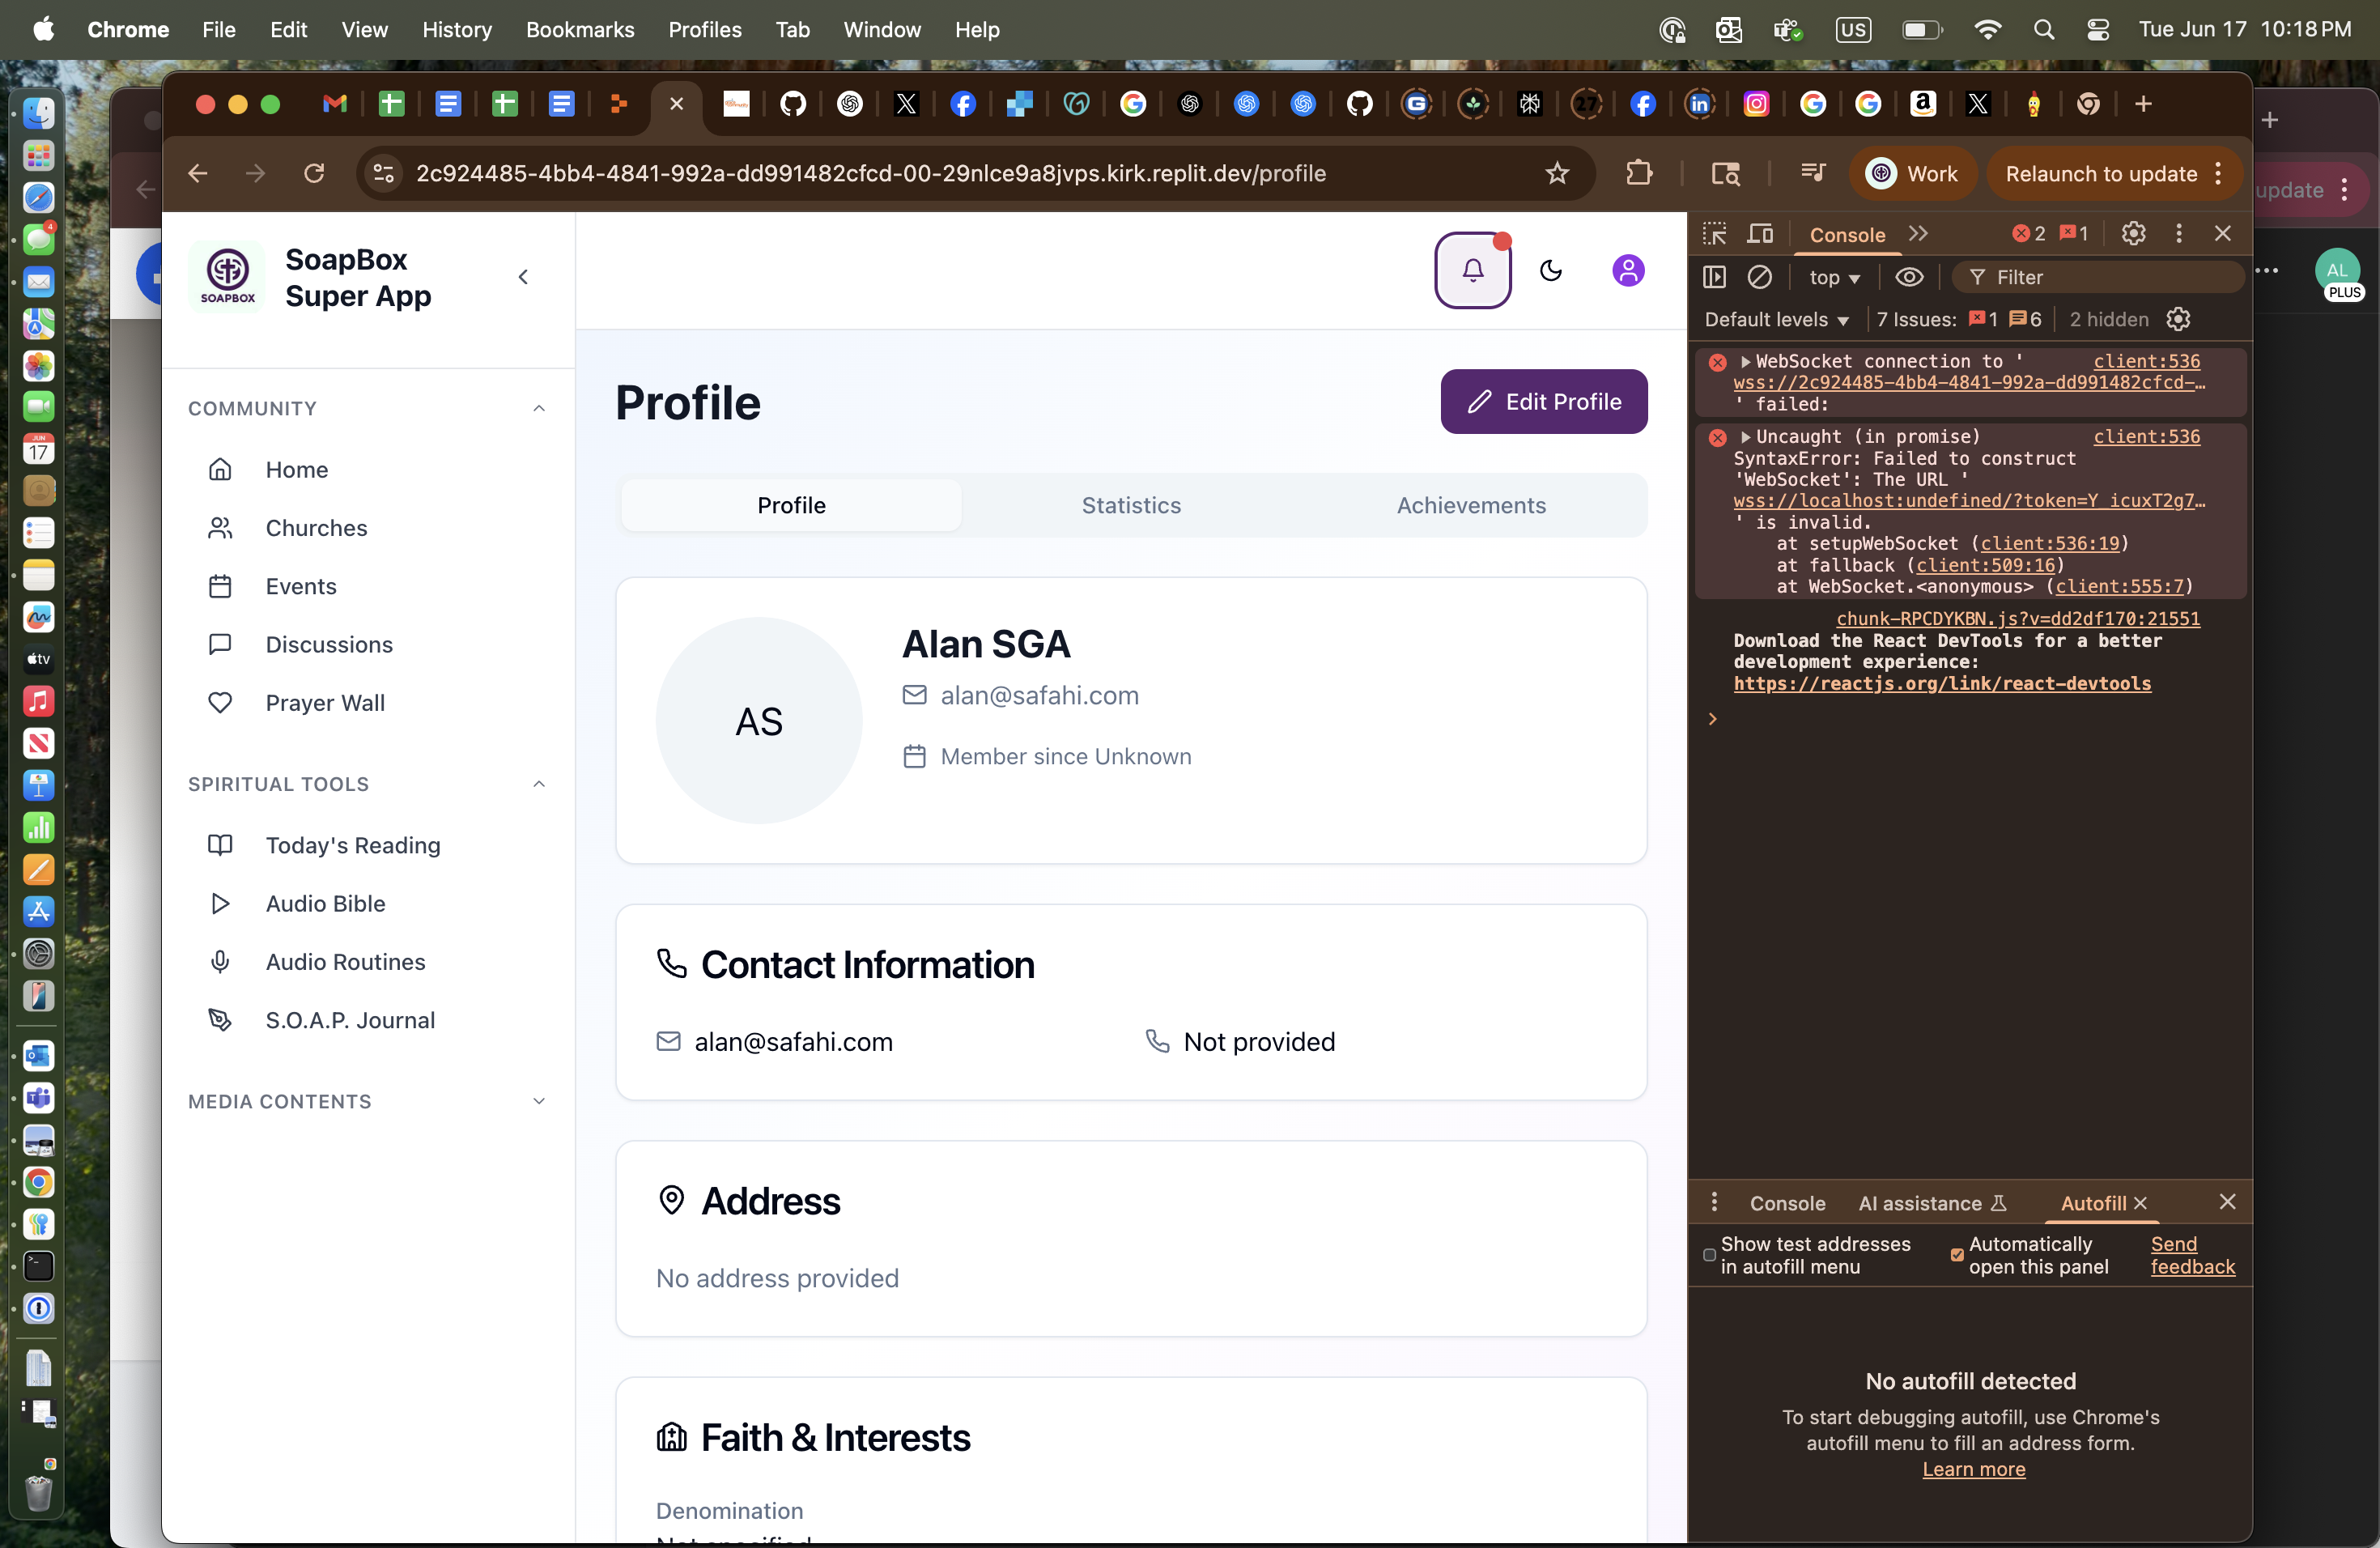 Chrome File Edit View History Bookmarks Profiles Tab Window Help
US
Tue Jun 17 10:18 PM
2c924485-4bb4-4841-992a-dd991482cfcd-00-29nlce9a8jvps.kirk.replit.dev/profile
Work
Relaunch to update
update
AL
PLUS
4
JUN
17
tv
27
SOAPBOX
SoapBox
Super App
COMMUNITY
Home
Churches
Events
Discussions
Prayer Wall
SPIRITUAL TOOLS
Today's Reading
Audio Bible
Audio Routines
S.O.A.P. Journal
MEDIA CONTENTS
Profile
Edit Profile
Profile
Statistics
Achievements
AS
Alan SGA
alan@safahi.com
Member since Unknown
Contact Information
alan@safahi.com
Not provided
Address
No address provided
Faith & Interests
Denomination
Not specified
Console
2
1
top
Filter
Default levels
7 Issues: 1 6
2 hidden
WebSocket connection to ' client:536
wss://2c924485-4bb4-4841-992a-dd991482cfcd-…
' failed:
Uncaught (in promise) client:536
SyntaxError: Failed to construct
'WebSocket': The URL '
wss://localhost:undefined/?token=Y_icuxT2g7…
' is invalid.
at setupWebSocket (client:536:19)
at fallback (client:509:16)
at WebSocket.<anonymous> (client:555:7)
chunk-RPCDYKBN.js?v=dd2df170:21551
Download the React DevTools for a better
development experience:
https://reactjs.org/link/react-devtools
Console
AI assistance
Autofill
Show test addresses
in autofill menu
Automatically
open this panel
Send
feedback
No autofill detected
To start debugging autofill, use Chrome's
autofill menu to fill an address form.
Learn more